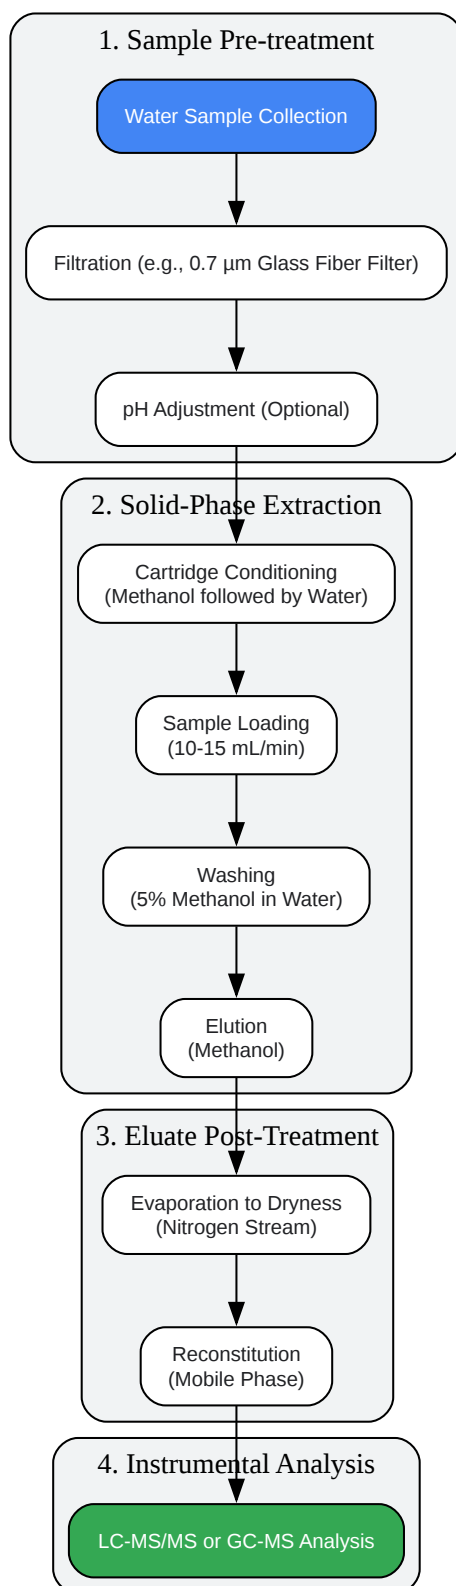 1. Sample Pre-treatment
Water Sample Collection
Filtration (e.g., 0.7 µm Glass Fiber Filter)
pH Adjustment (Optional)
2. Solid-Phase Extraction
Cartridge Conditioning
(Methanol followed by Water)
Sample Loading
(10-15 mL/min)
Washing
(5% Methanol in Water)
Elution
(Methanol)
3. Eluate Post-Treatment
Evaporation to Dryness
(Nitrogen Stream)
Reconstitution
(Mobile Phase)
4. Instrumental Analysis
LC-MS/MS or GC-MS Analysis